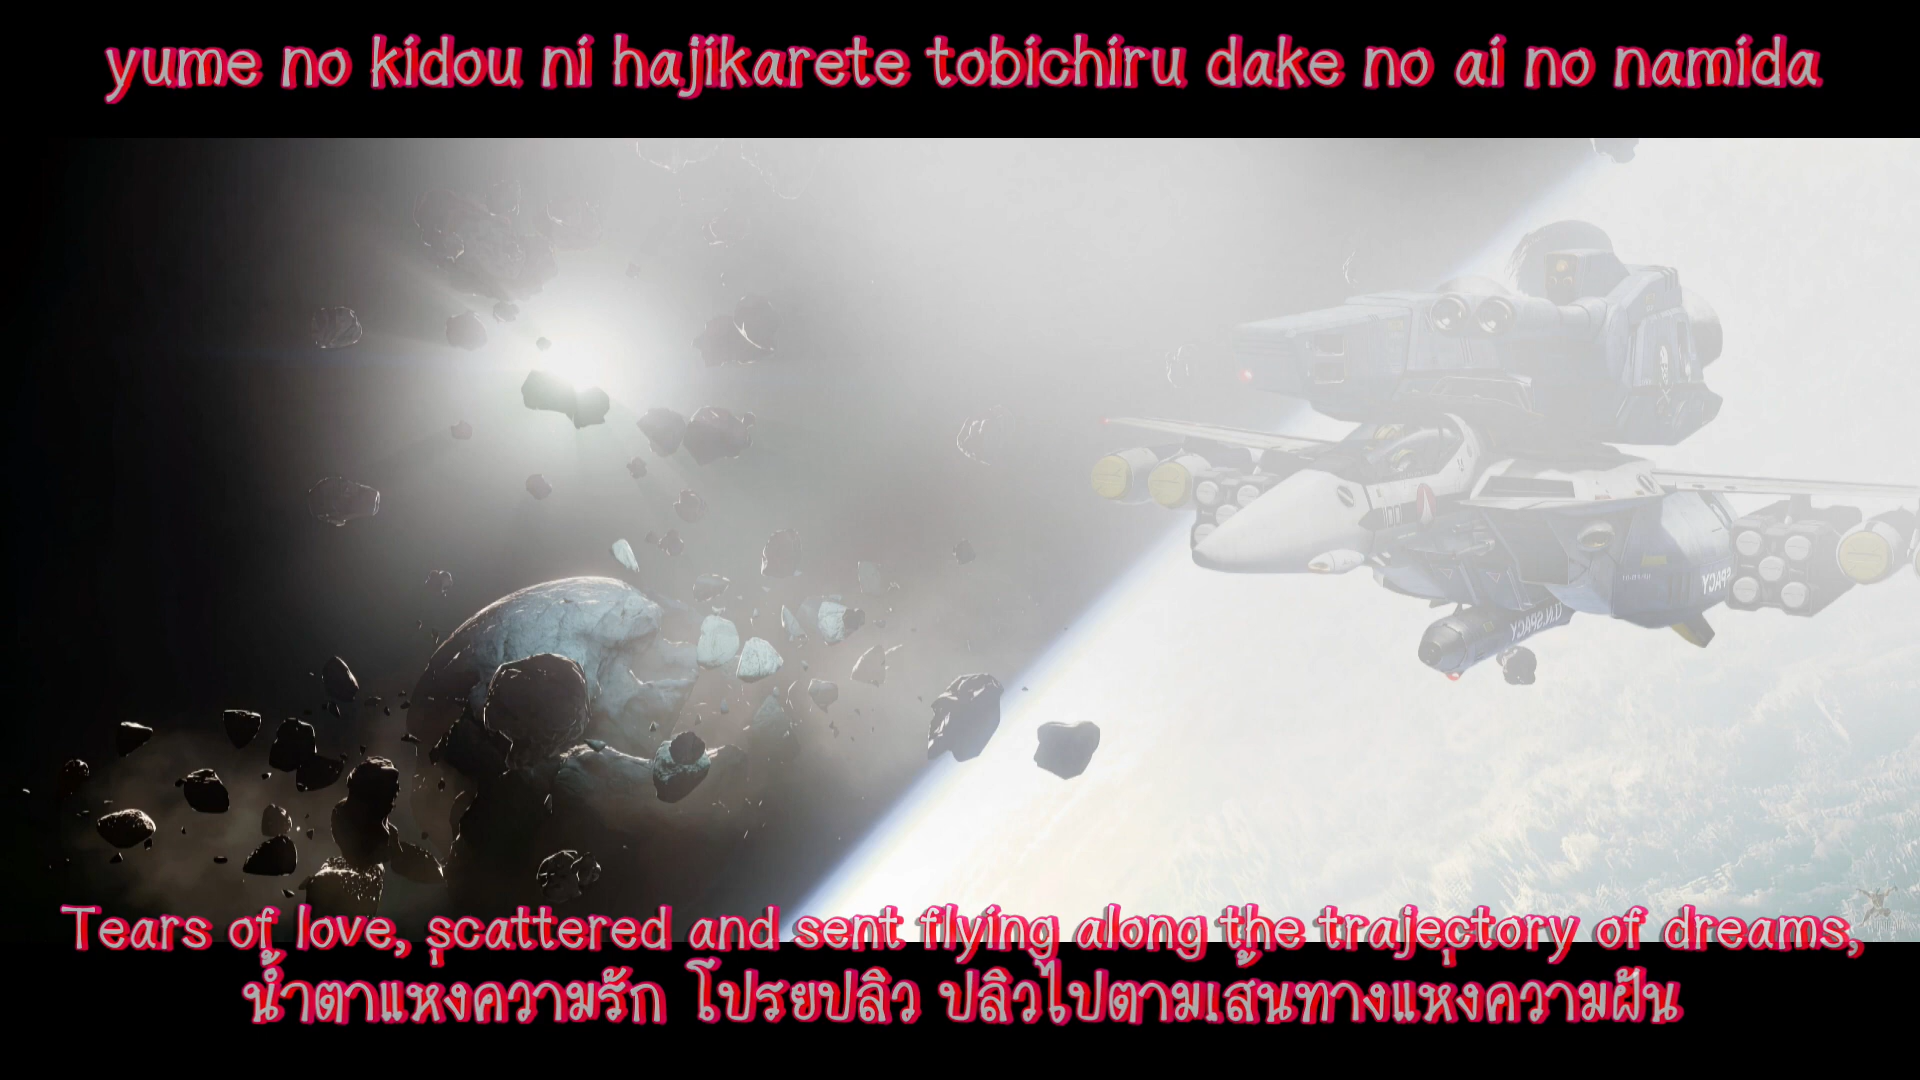 yume no kidou ni hajikarete tobichiru dake no ai no namida
100
U.N.SPACY
SPACY
Tears of love, scattered and sent flying along the trajectory of dreams,
น้ำตาแห่งความรัก โปรยปลิว ปลิวไปตามเส้นทางแห่งความฝัน